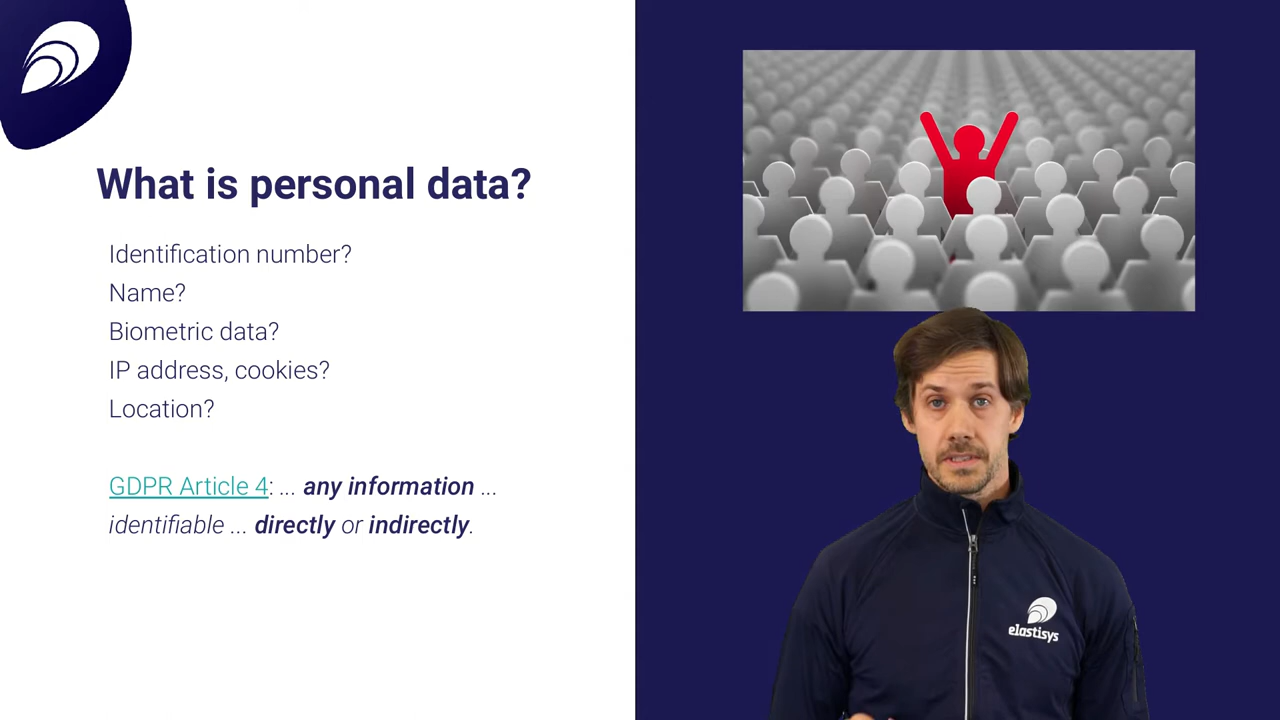 What is personal data?
Identification number?
Name?
Biometric data?
IP address, cookies?
Location?
GDPR Article 4: ... any information ...
identifiable ... directly or indirectly.
elastisys